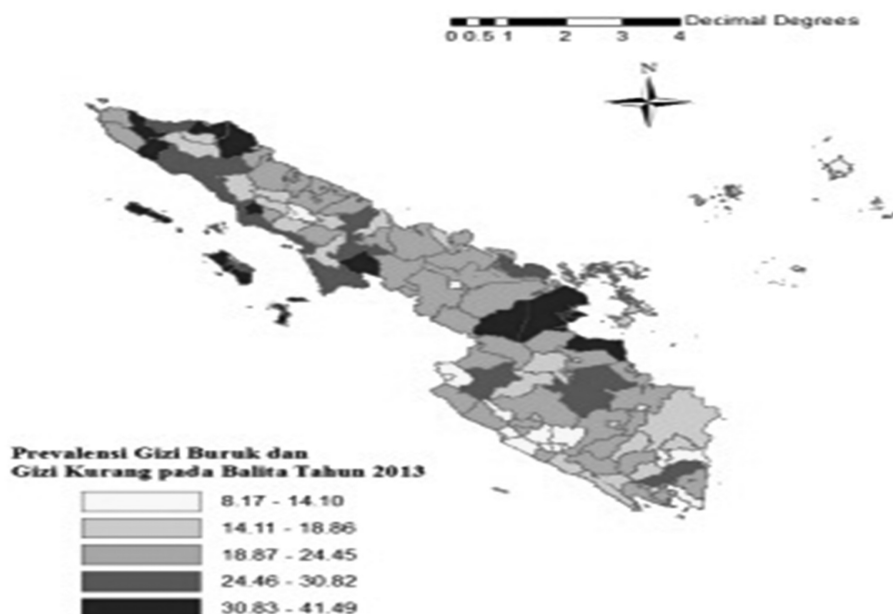 Decimal Degrees
0 0.5 1 2 3 4
N
Prevalensi Gizi Buruk dan
Gizi Kurang pada Balita Tahun 2013
8.17 - 14.10
14.11 - 18.86
18.87 - 24.45
24.46 - 30.82
30.83 - 41.49